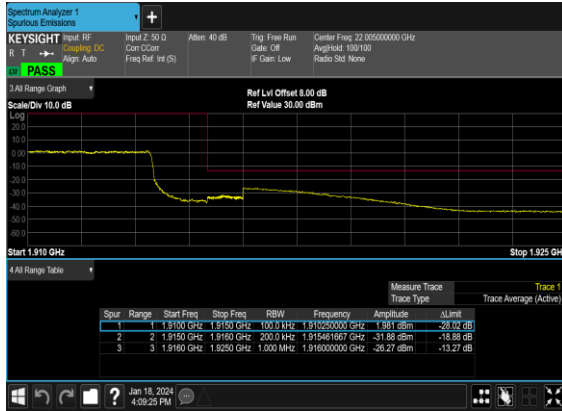 Spectrum Analyzer 1
Spurious Emissions
+
KEYSIGHT Input: RF Input Z: 50 Ω Atten: 40 dB Trig: Free Run Center Freq: 22.005000000 GHz
R T Coupling: DC Corr CCorr Gate: Off Avg|Hold: 100/100
Align: Auto Freq Ref: Int (S) IF Gain: Low Radio Std: None
PASS
3 All Range Graph
Ref Lvl Offset 8.00 dB
Scale/Div 10.0 dB Ref Value 30.00 dBm
Log
20.0
10.0
0.00
-10.0
-20.0
-30.0
-40.0
-50.0
-60.0
Start 1.910 GHz Stop 1.925 GH
4 All Range Table
Measure Trace Trace 1
Trace Type Trace Average (Active)
Spur Range Start Freq Stop Freq RBW Frequency Amplitude ΔLimit
1 1 1.9100 GHz 1.9150 GHz 100.0 kHz 1.910250000 GHz 1.981 dBm -28.02 dB
2 2 1.9150 GHz 1.9160 GHz 200.0 kHz 1.915461667 GHz -31.88 dBm -18.88 dB
3 3 1.9160 GHz 1.9250 GHz 1.000 MHz 1.916000000 GHz -26.27 dBm -13.27 dB
? Jan 18, 2024
4:09:25 PM